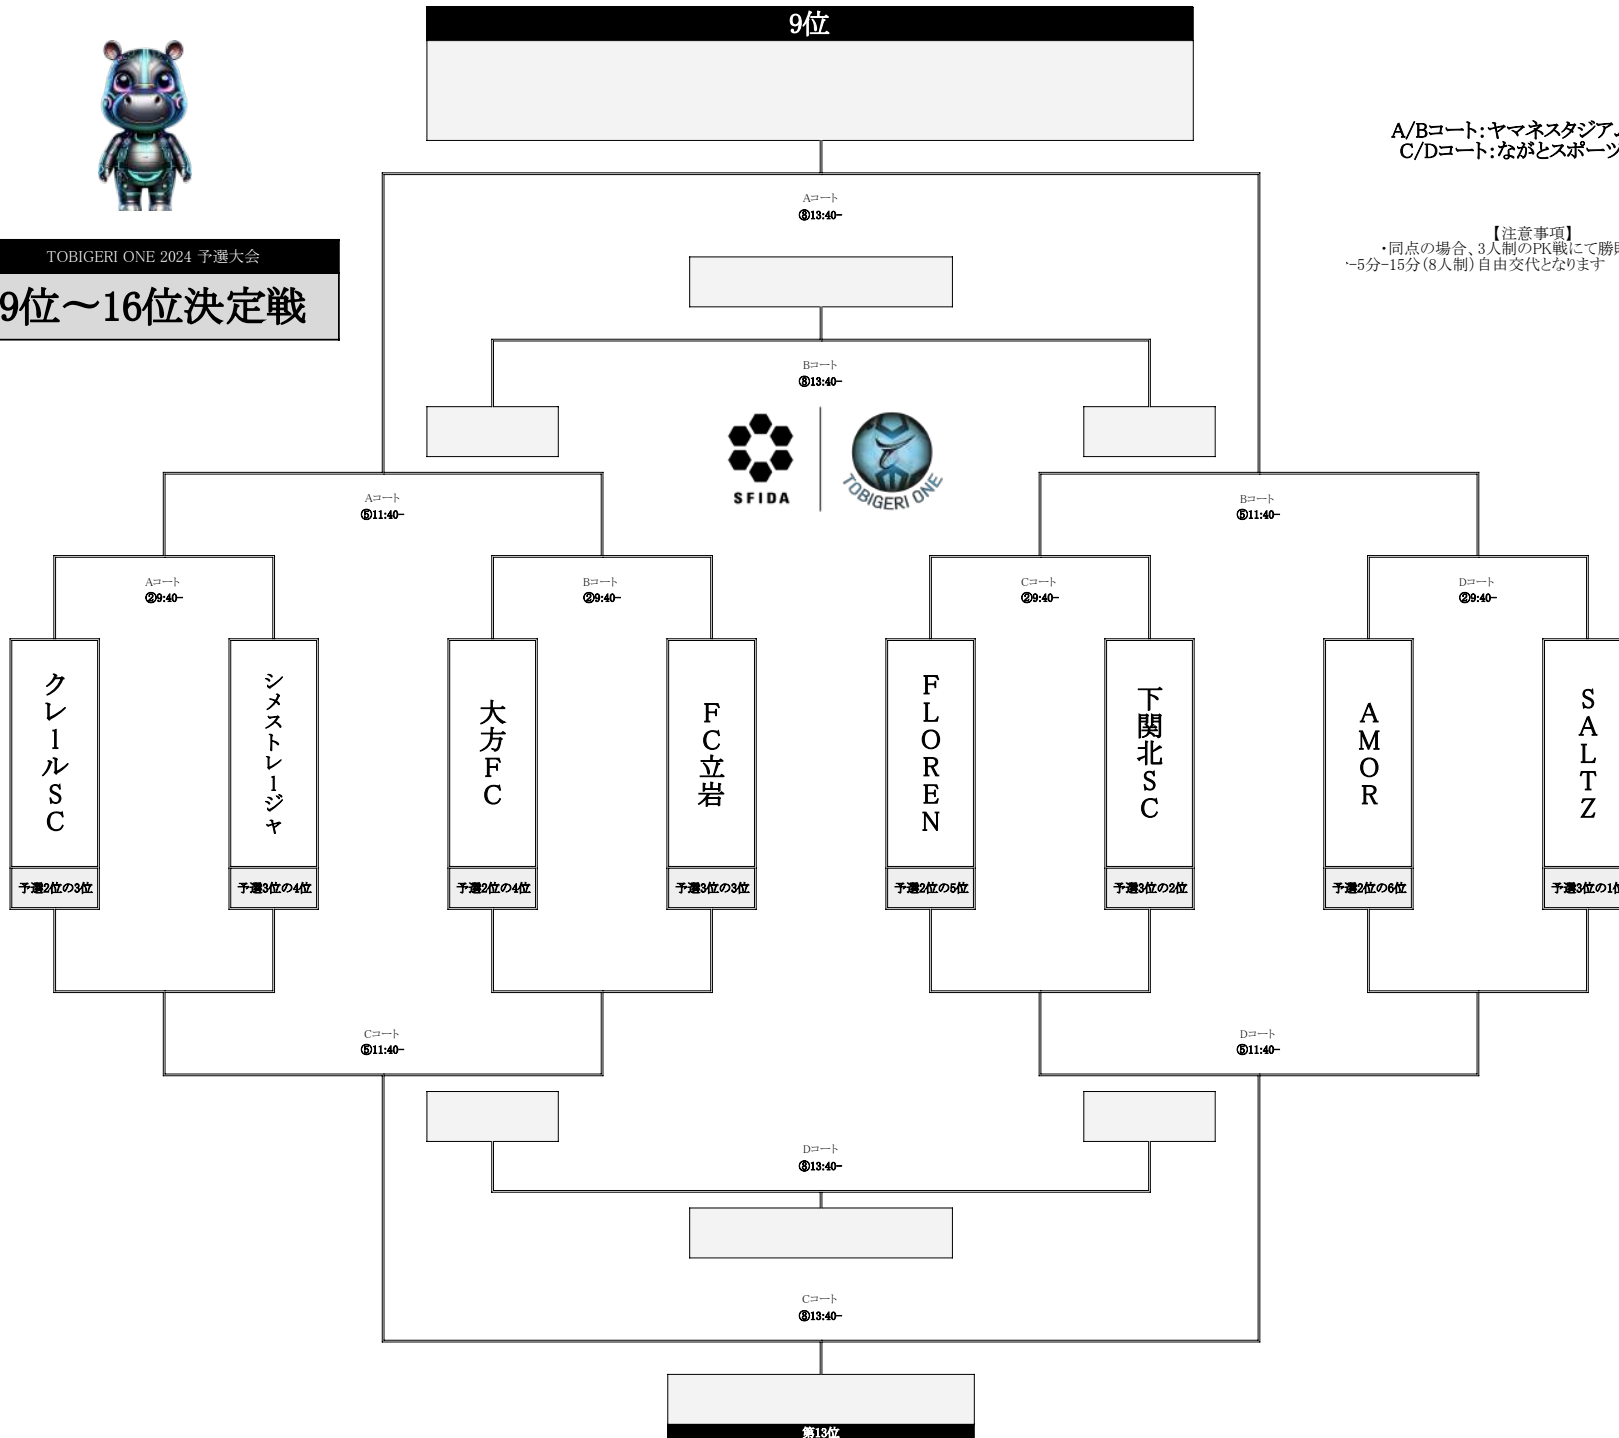 9位
A/Bコート：ヤマネスタジア
C/Dコート：ながとスポーツ
【注意事項】
・同点の場合、3人制のPK戦にて勝
-5分-15分（8人制）自由交代となります
TOBIGERI ONE 2024 予選大会
9位～16位決定戦
Aコート
⑧13:40-
Bコート
⑧13:40-
SFIDA
TOBIGERI ONE
Aコート
⑤11:40-
Bコート
⑤11:40-
Aコート
②9:40-
Bコート
②9:40-
Cコート
②9:40-
Dコート
②9:40-
クレールSC
シメストレージャ
大方FC
FC立岩
FLOREN
下関北SC
AMOR
SALTZ
予選2位の3位
予選3位の4位
予選2位の4位
予選3位の3位
予選2位の5位
予選3位の2位
予選2位の6位
予選3位の1位
Cコート
⑤11:40-
Dコート
⑤11:40-
Dコート
⑧13:40-
Cコート
⑧13:40-
第13位